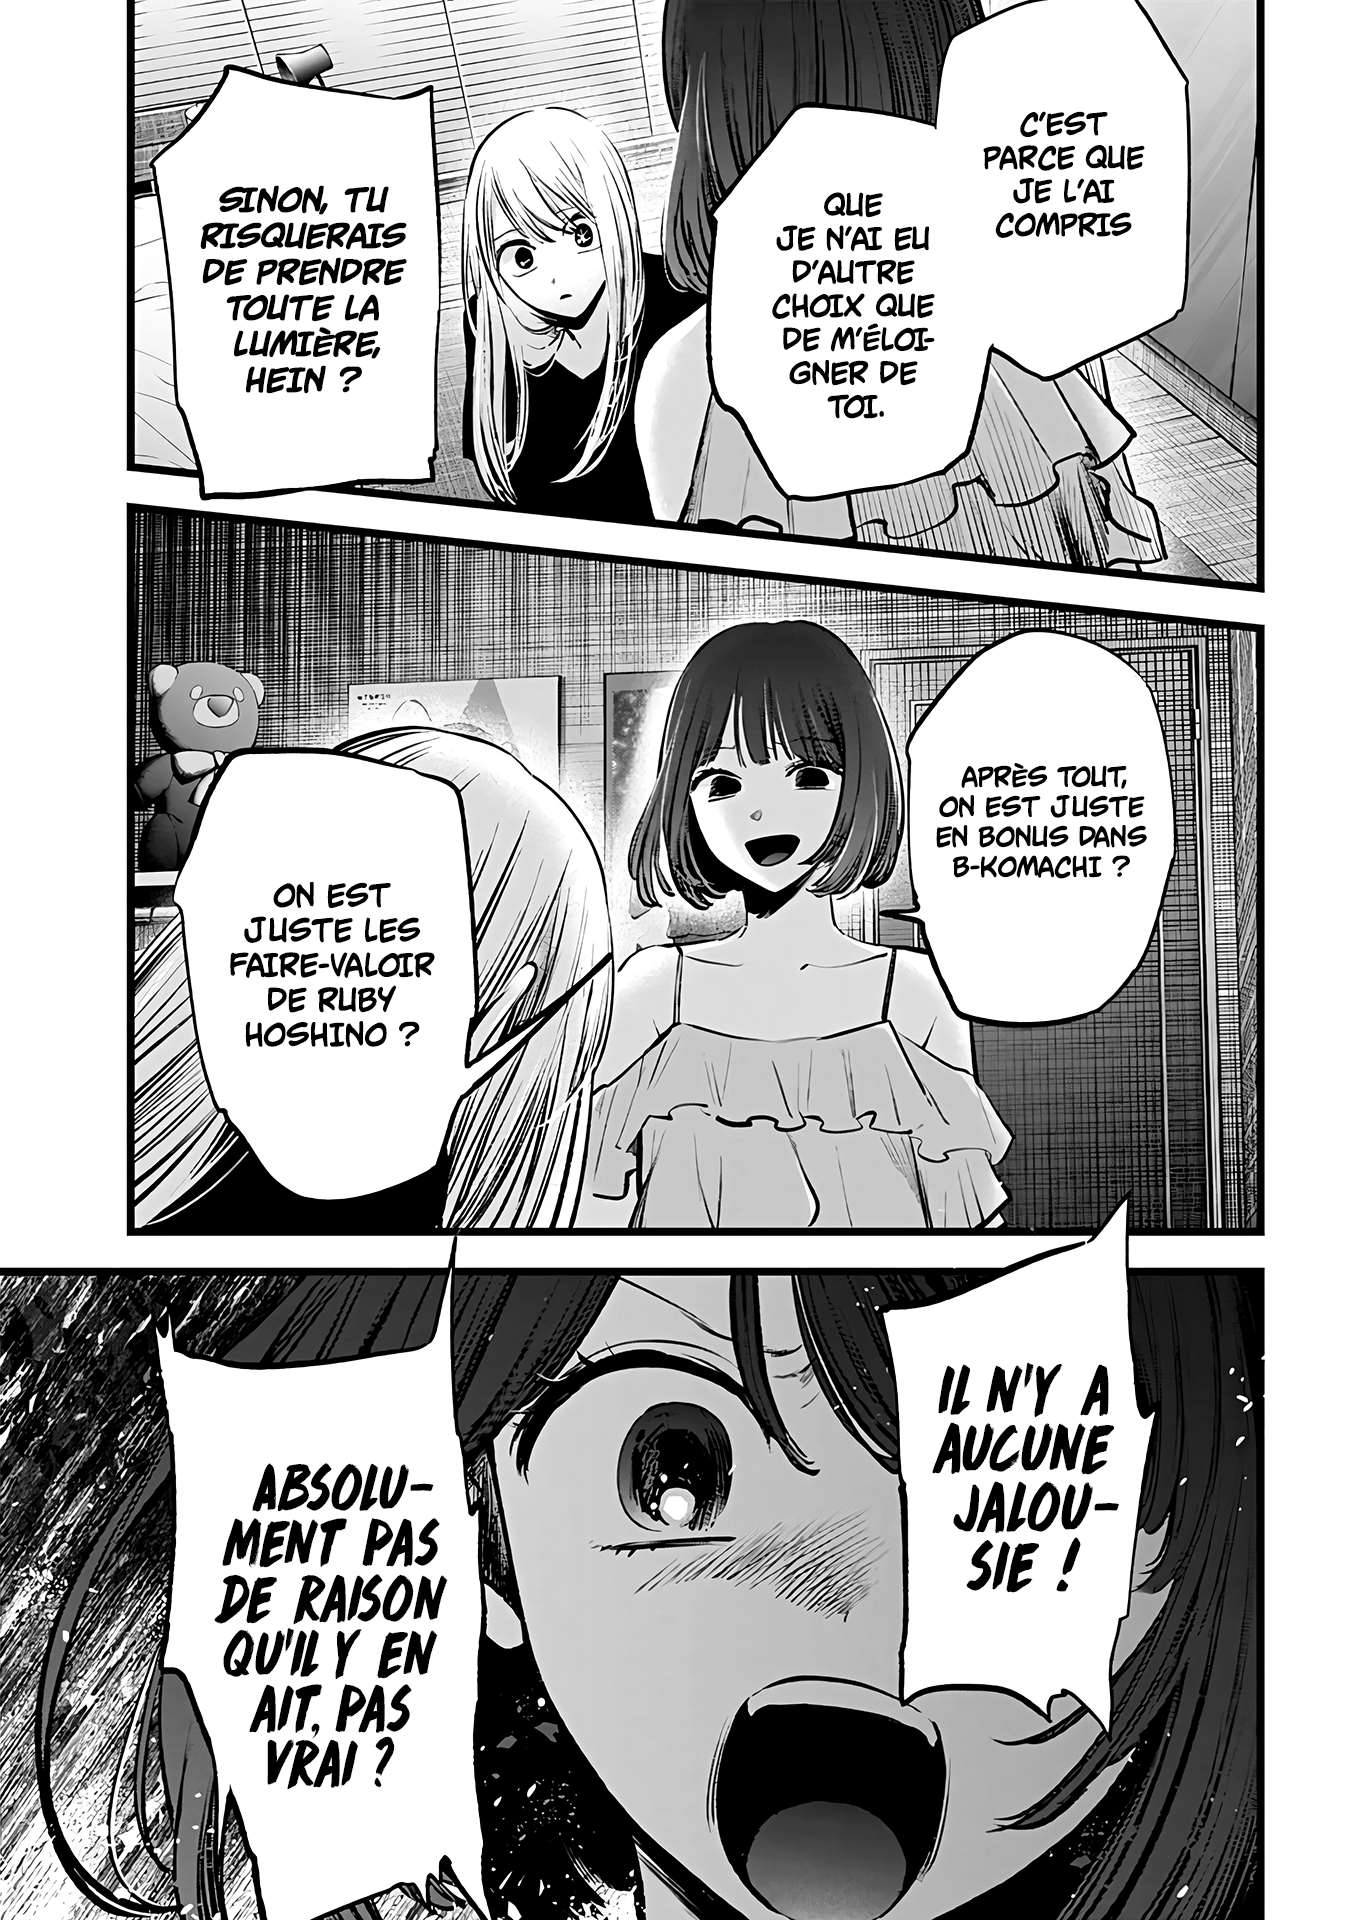 C'EST
PARCE QUE
JE L'AI
COMPRIS
QUE
JE N'AI EU
D'AUTRE
CHOIX QUE
DE M'ÉLOI-
GNER DE
TOI.
SINON, TU
RISQUERAIS
DE PRENDRE
TOUTE LA
LUMIÈRE,
HEIN ?
APRÈS TOUT,
ON EST JUSTE
EN BONUS DANS
B-KOMACHI ?
ON EST
JUSTE LES
FAIRE-VALOIR
DE RUBY
HOSHINO ?
IL N'Y A
AUCUNE
JALOU-
SIE !
ABSOLU-
MENT PAS
DE RAISON
QU'IL Y EN
AIT, PAS
VRAI ?